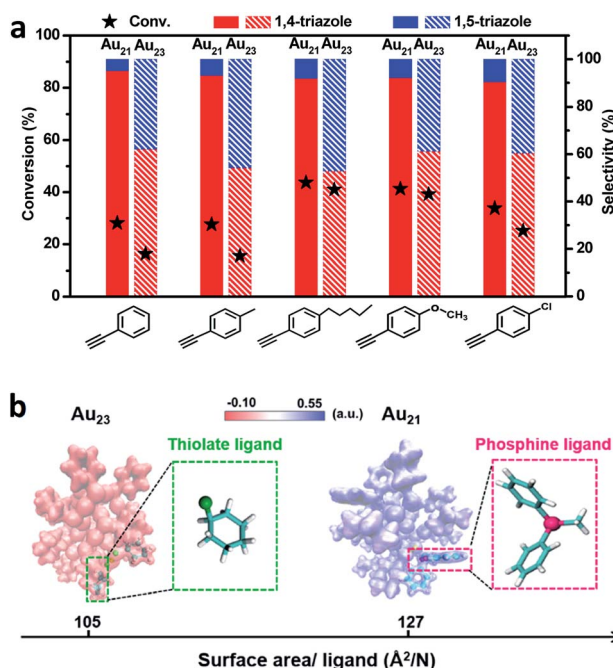 a
★ Conv. 1,4-triazole 1,5-triazole
Au21 Au23 Au21 Au23 Au21 Au23 Au21 Au23 Au21 Au23
100
80
60
40
20
0
Conversion (%)
100
80
60
40
20
0
Selectivity (%)
O
CH3
Cl
b
-0.10 0.55
(a.u.)
Au23
Au21
Thiolate ligand
Phosphine ligand
105
127
Surface area/ ligand (Å²/N)